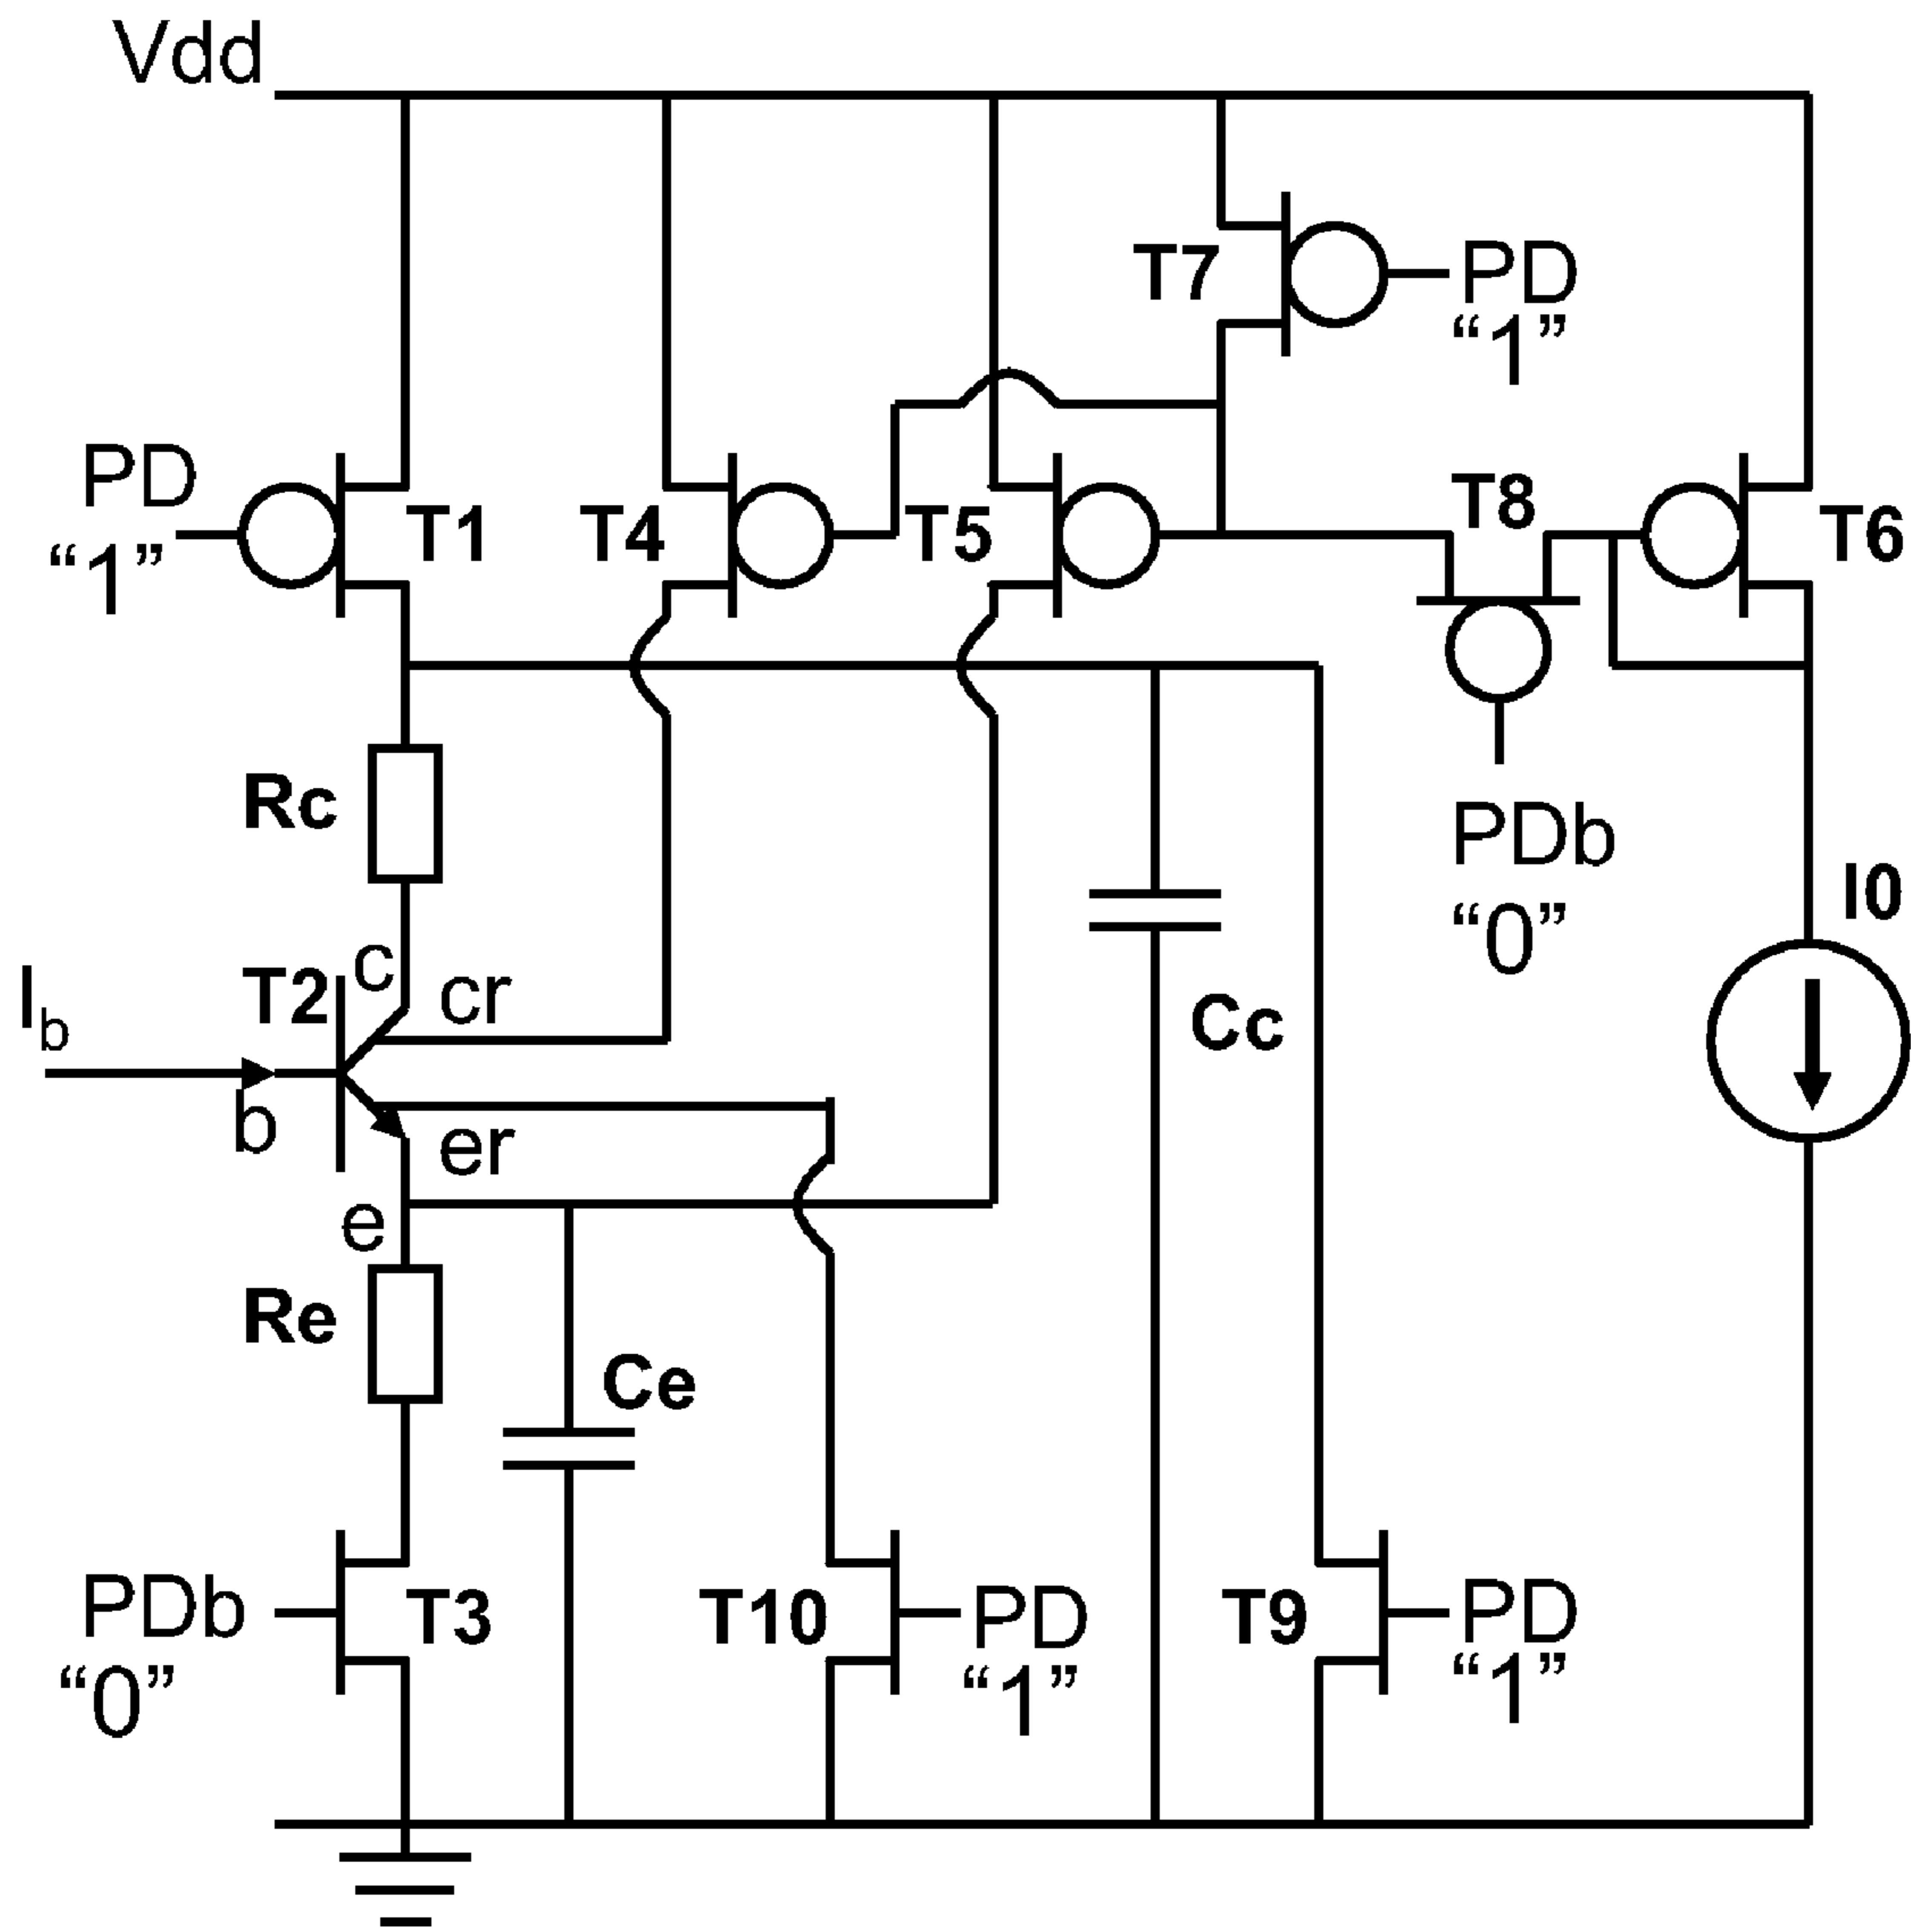 Vdd
T7
PD
“1”
PD
“1”
T1
T4
T5
T8
T6
Rc
PDb
“0”
I0
c
cr
T2
Ib
b
Cc
er
e
Re
Ce
PDb
“0”
T3
T10
PD
“1”
T9
PD
“1”